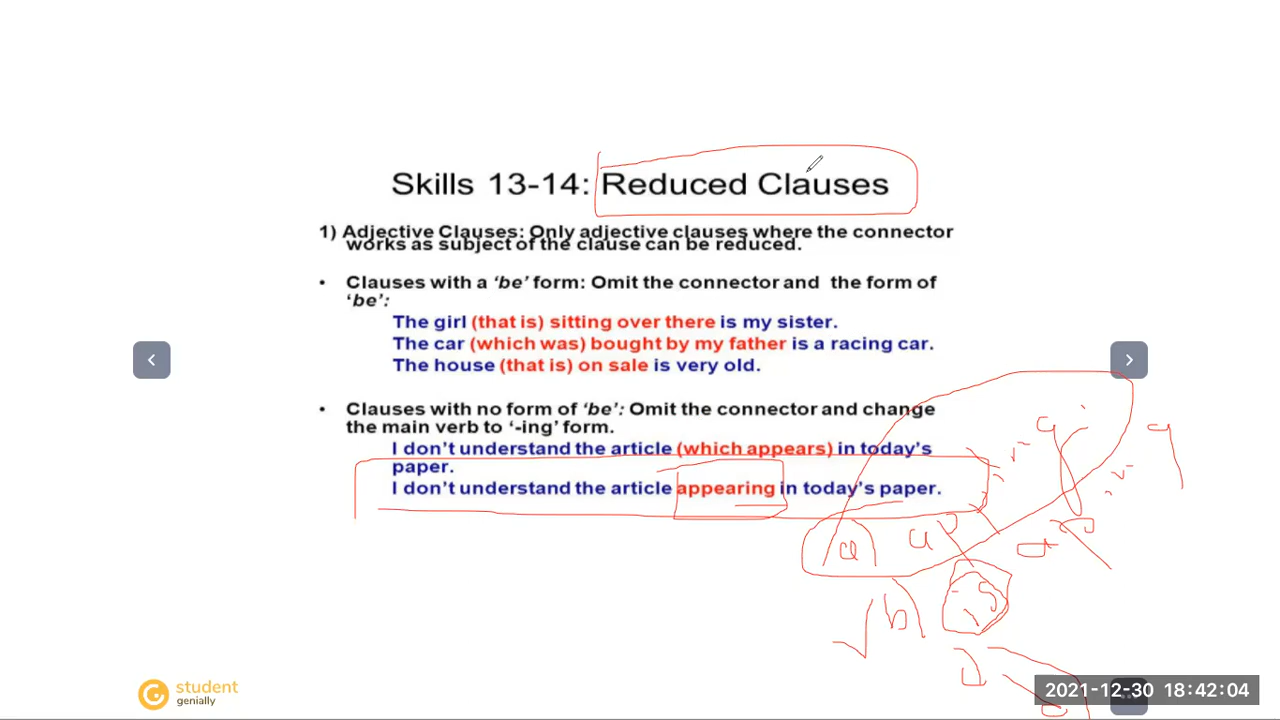 Skills 13-14: Reduced Clauses
1) Adjective Clauses: Only adjective clauses where the connector
works as subject of the clause can be reduced.
• Clauses with a ‘be’ form: Omit the connector and the form of
‘be’:
The girl (that is) sitting over there is my sister.
The car (which was) bought by my father is a racing car.
The house (that is) on sale is very old.
• Clauses with no form of ‘be’: Omit the connector and change
the main verb to ‘-ing’ form.
I don’t understand the article (which appears) in today’s
paper.
I don’t understand the article appearing in today’s paper.
b
student
genially
2021-12-30 18:42:04